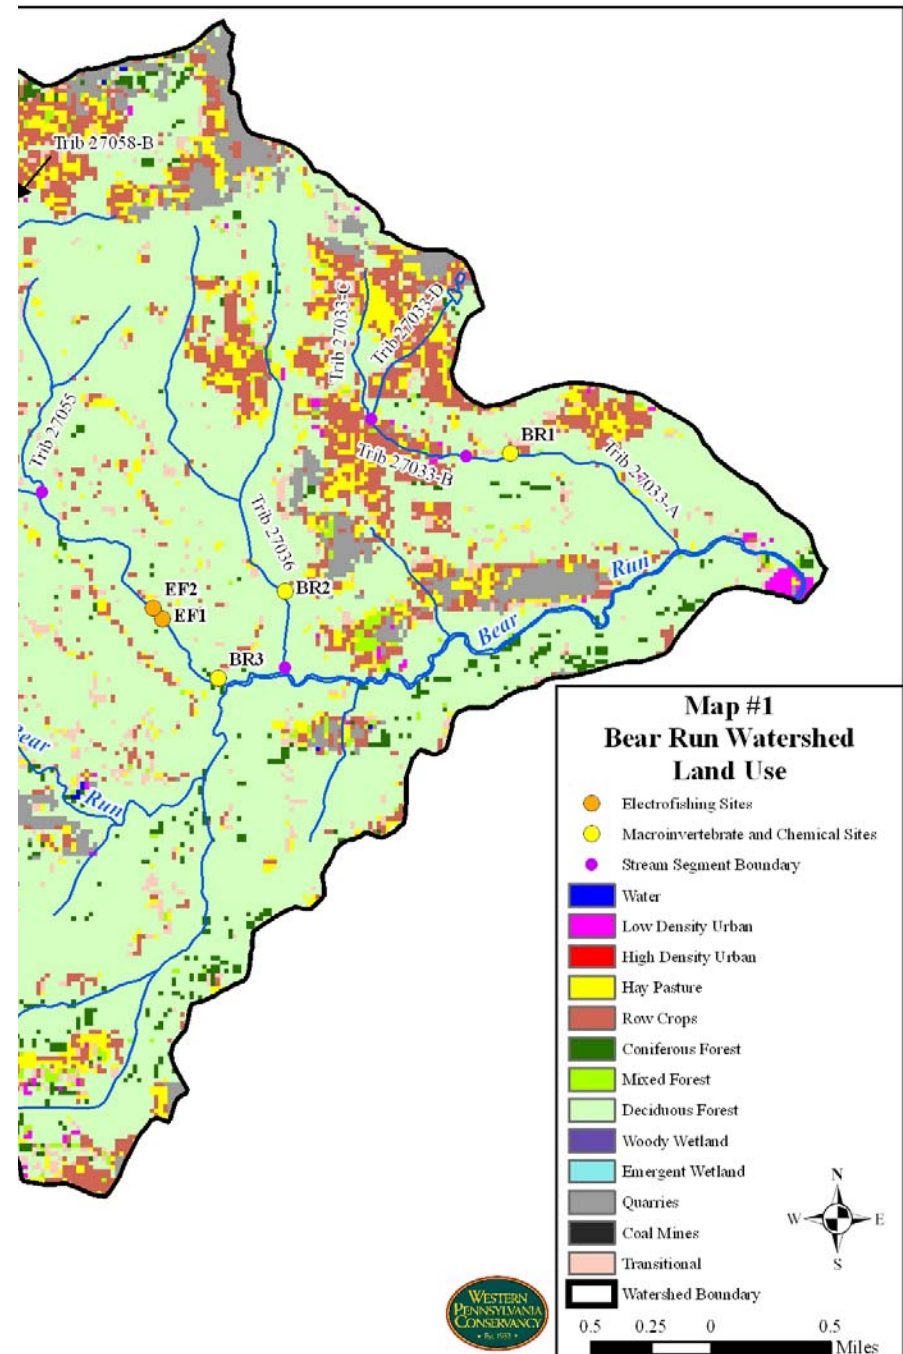 Trib 27058-B
Trib 27033-C
Trib 27033-D
Trib 27055
BR1
Trib 27033-B
Trib 27033-A
Trib 27036
EF2
EF1
BR2
Run
Bear
BR3
Bear
Run
Map #1
Bear Run Watershed
Land Use
Electrofishing Sites
Macroinvertebrate and Chemical Sites
Stream Segment Boundary
Water
Low Density Urban
High Density Urban
Hay Pasture
Row Crops
Coniferous Forest
Mixed Forest
Deciduous Forest
Woody Wetland
Emergent Wetland
Quarries
Coal Mines
Transitional
Watershed Boundary
N
W E
S
0.5 0.25 0 0.5
Miles
WESTERN
PENNSYLVANIA
CONSERVANCY
Est. 1932